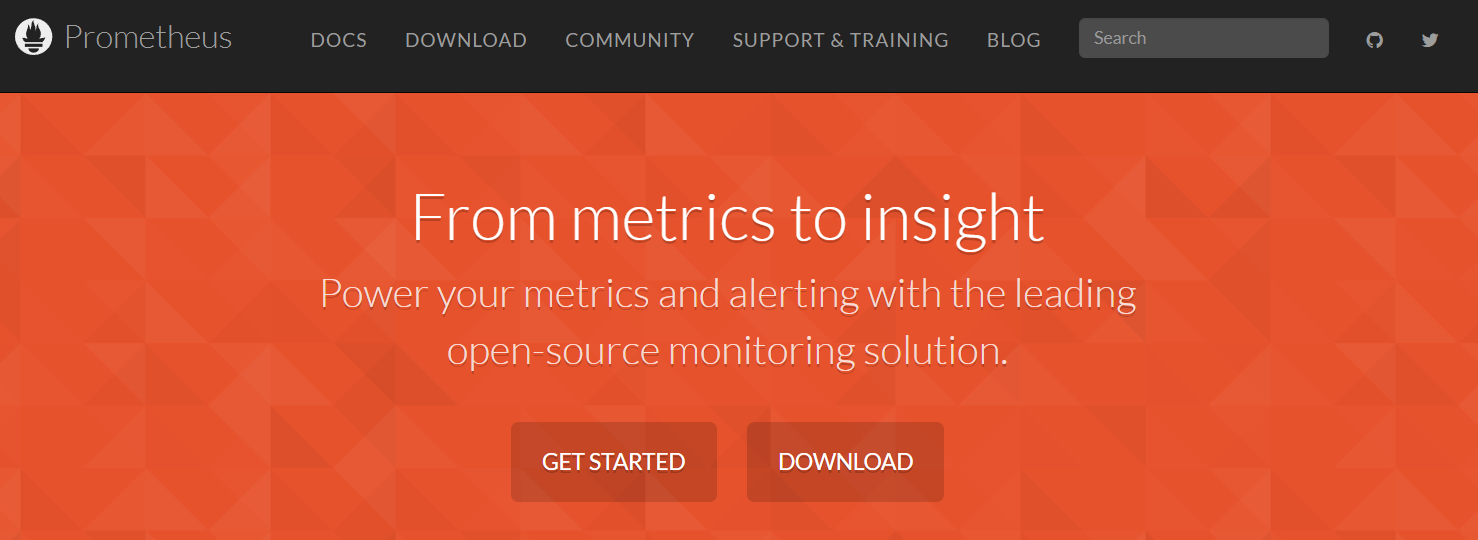 Prometheus
DOCS
DOWNLOAD
COMMUNITY
SUPPORT & TRAINING
BLOG
Search
From metrics to insight
Power your metrics and alerting with the leading
open-source monitoring solution.
GET STARTED
DOWNLOAD